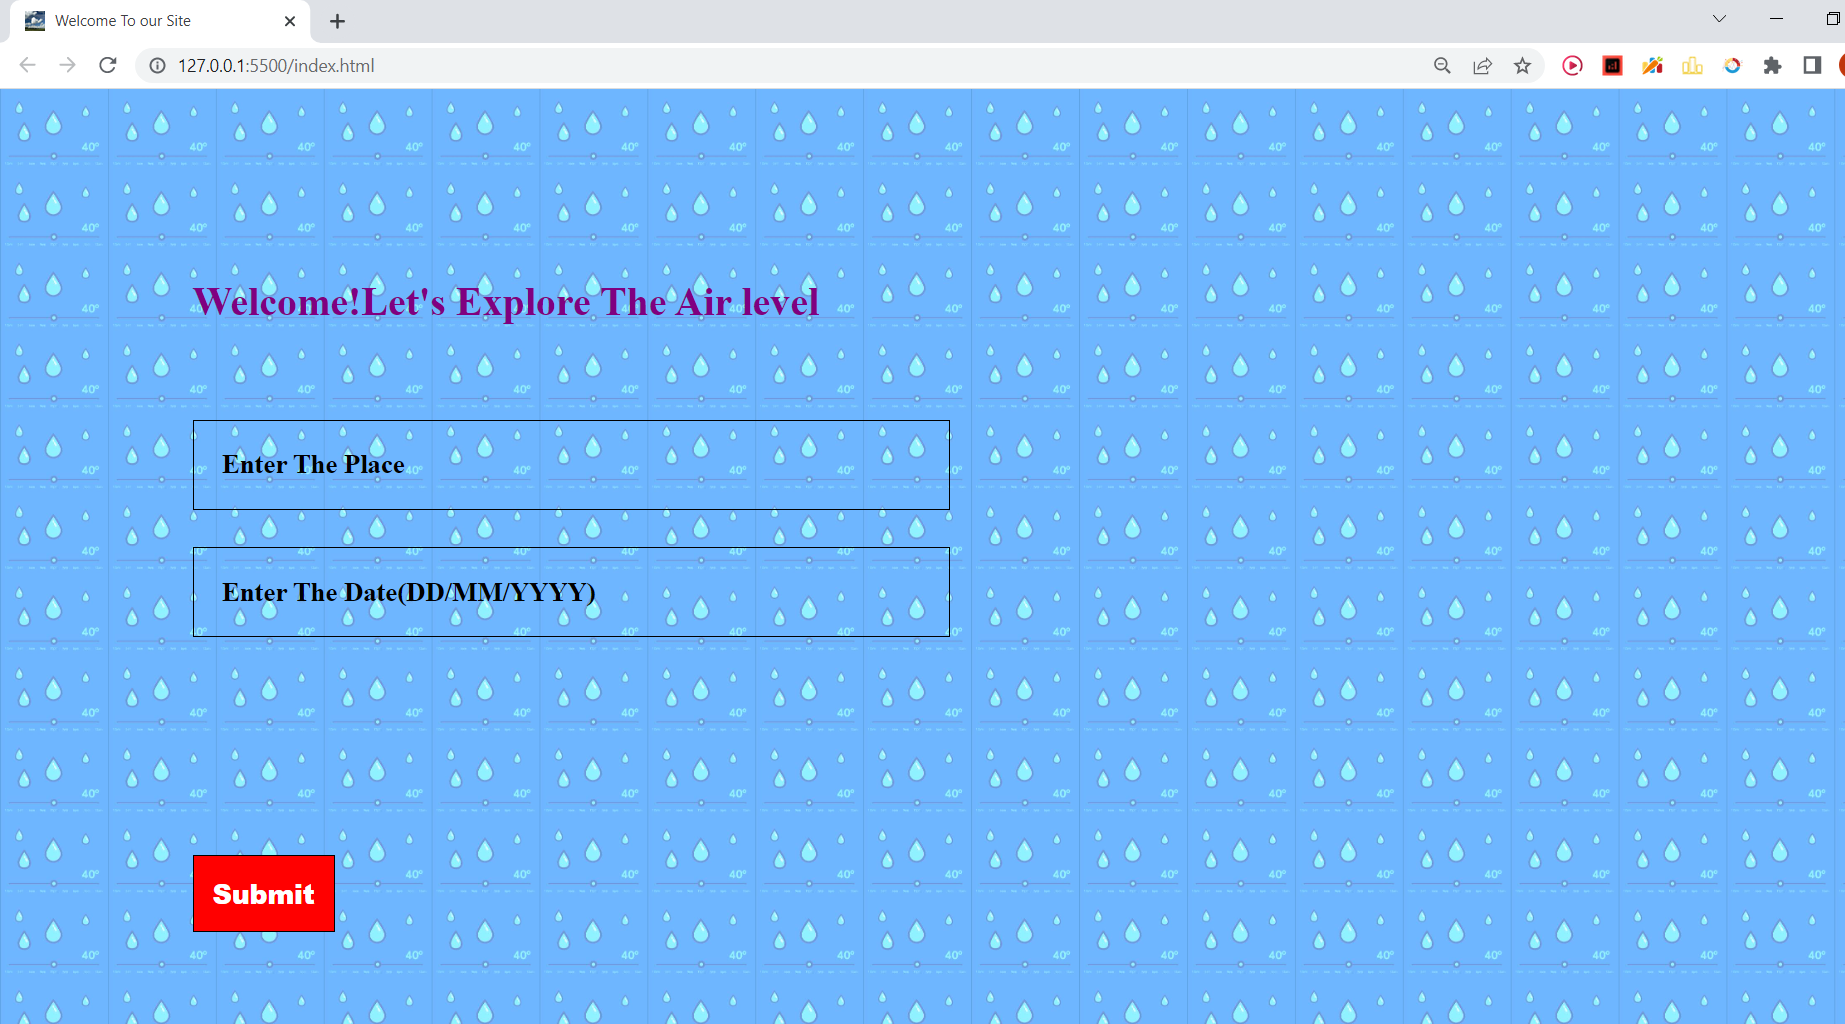 Welcome To our Site
127.0.0.1:5500/index.html
Welcome!Let's Explore The Air level
Enter The Place
Enter The Date(DD/MM/YYYY)
Submit
40°